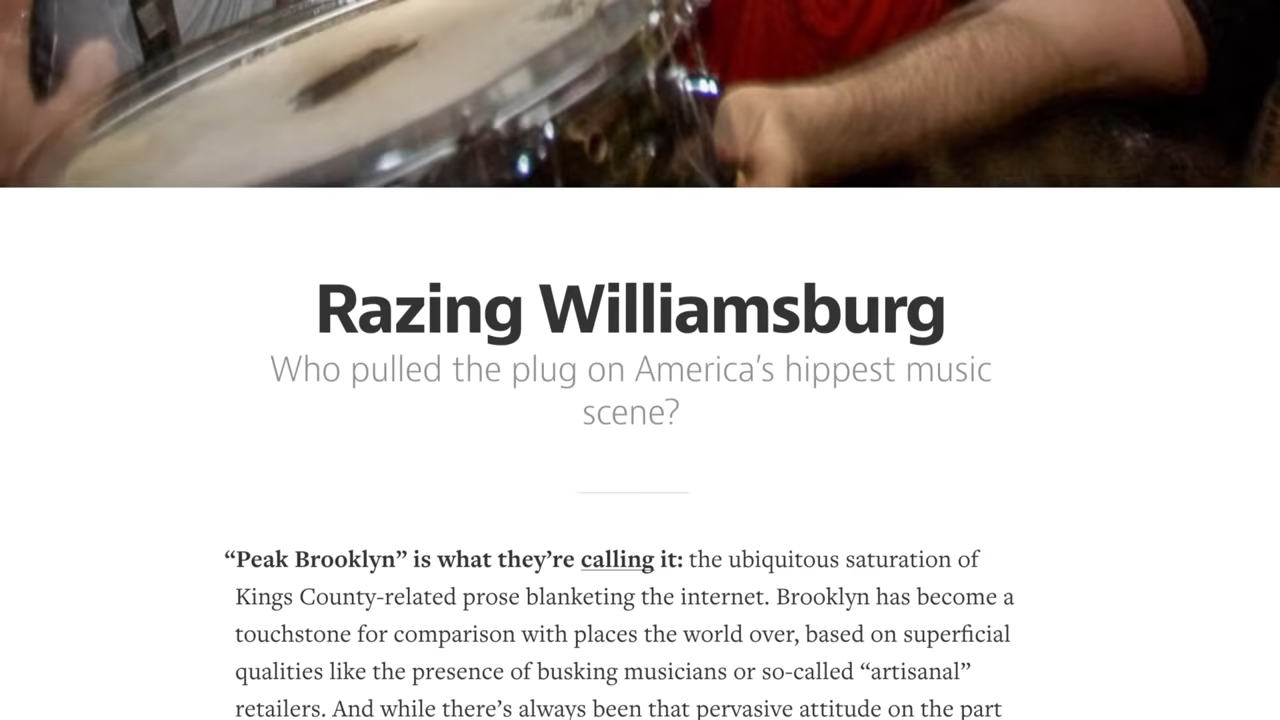 Razing Williamsburg
Who pulled the plug on America’s hippest music
scene?
“Peak Brooklyn” is what they’re calling it: the ubiquitous saturation of
Kings County-related prose blanketing the internet. Brooklyn has become a
touchstone for comparison with places the world over, based on superficial
qualities like the presence of busking musicians or so-called “artisanal”
retailers. And while there’s always been that pervasive attitude on the part